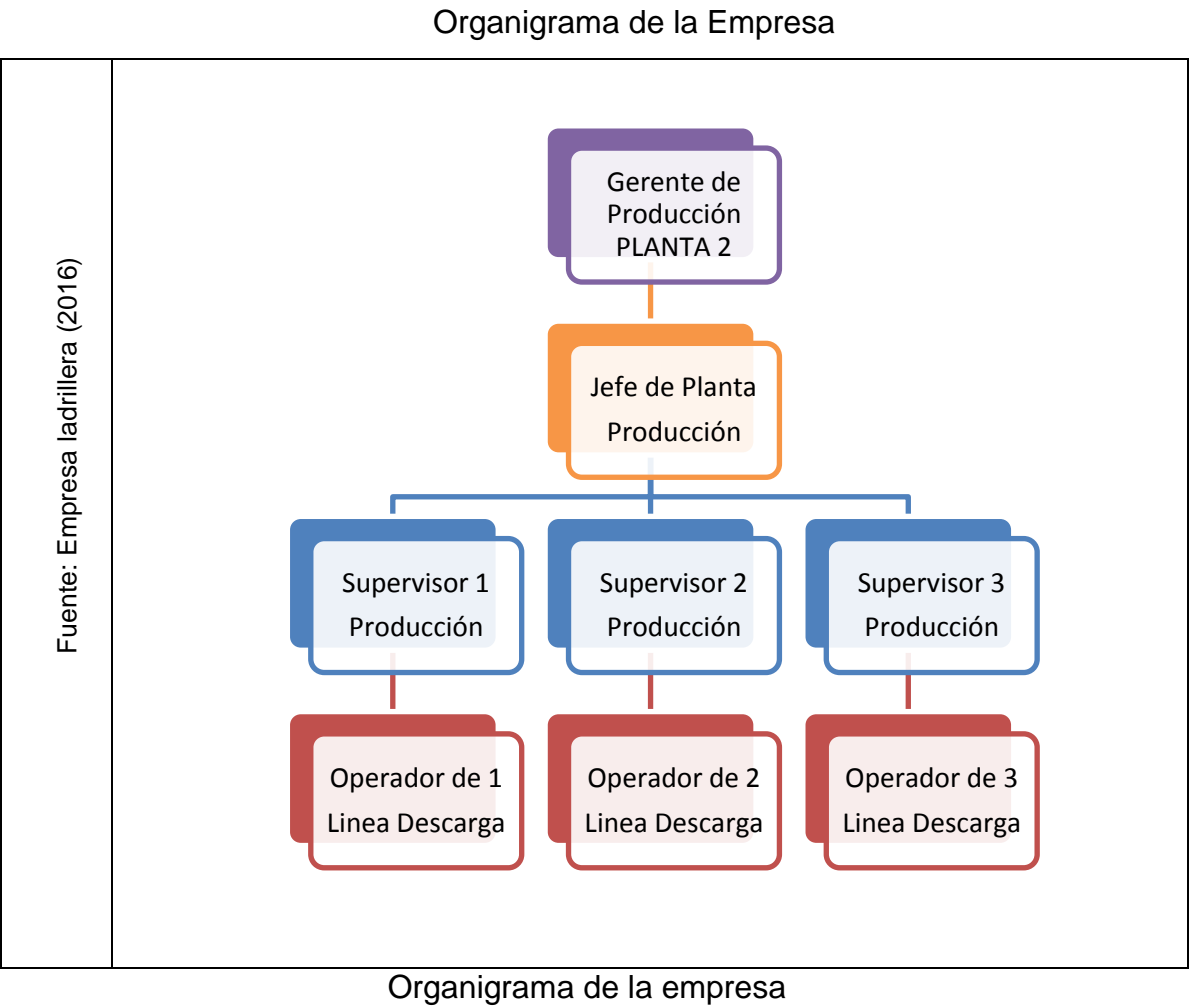 Organigrama de la Empresa
Fuente: Empresa ladrillera (2016)
Gerente de
Producción
PLANTA 2
Jefe de Planta
Producción
Supervisor 1
Producción
Supervisor 2
Producción
Supervisor 3
Producción
Operador de 1
Linea Descarga
Operador de 2
Linea Descarga
Operador de 3
Linea Descarga
Organigrama de la empresa